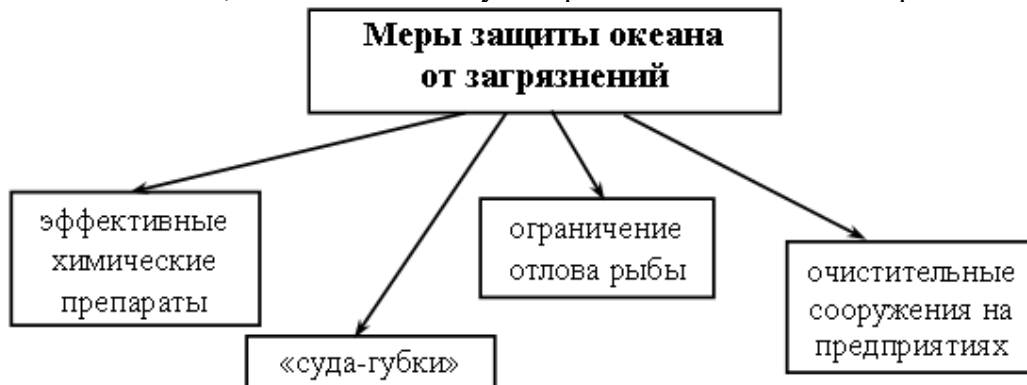 Меры защиты океана
от загрязнений
эффективные
химические
препараты
«суда-губки»
ограничение
отлова рыбы
очистительные
сооружения на
предприятиях